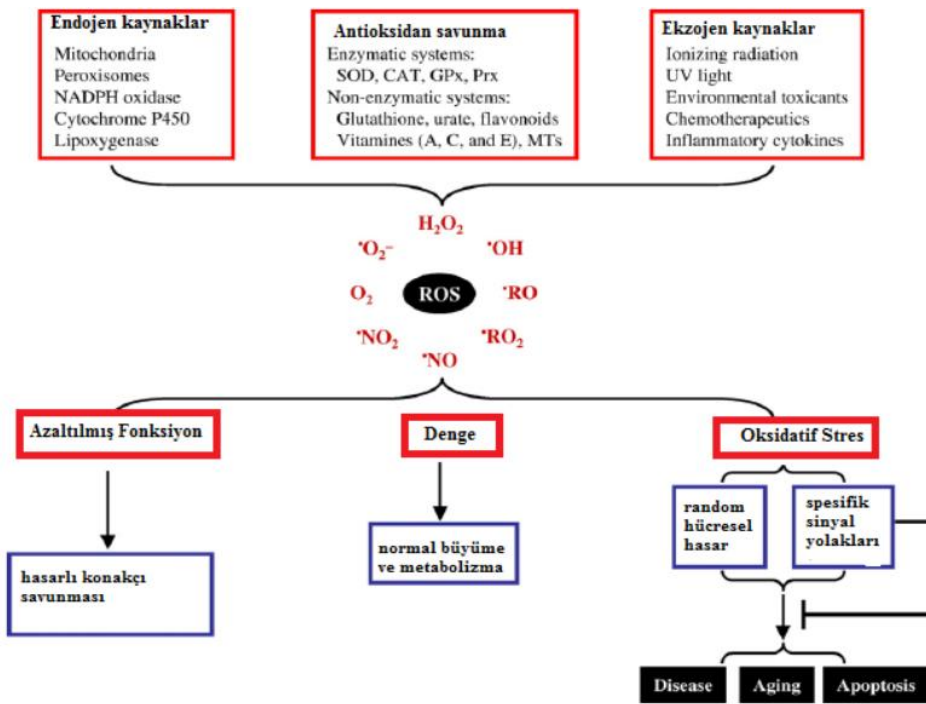 Endojen kaynaklar
Mitochondria
Peroxisomes
NADPH oxidase
Cytochrome P450
Lipoxygenase
Antioksidan savunma
Enzymatic systems:
SOD, CAT, GPx, Prx
Non-enzymatic systems:
Glutathione, urate, flavonoids
Vitamines (A, C, and E), MTs
Ekzojen kaynaklar
Ionizing radiation
UV light
Environmental toxicants
Chemotherapeutics
Inflammatory cytokines
H₂O₂
•O₂⁻
•OH
O₂
ROS
•RO
•NO₂
•RO₂
•NO
Azaltılmış Fonksiyon
Denge
Oksidatif Stres
hasarlı konakçı
savunması
normal büyüme
ve metabolizma
random
hücresel
hasar
spesifik
sinyal
yolakları
Disease
Aging
Apoptosis